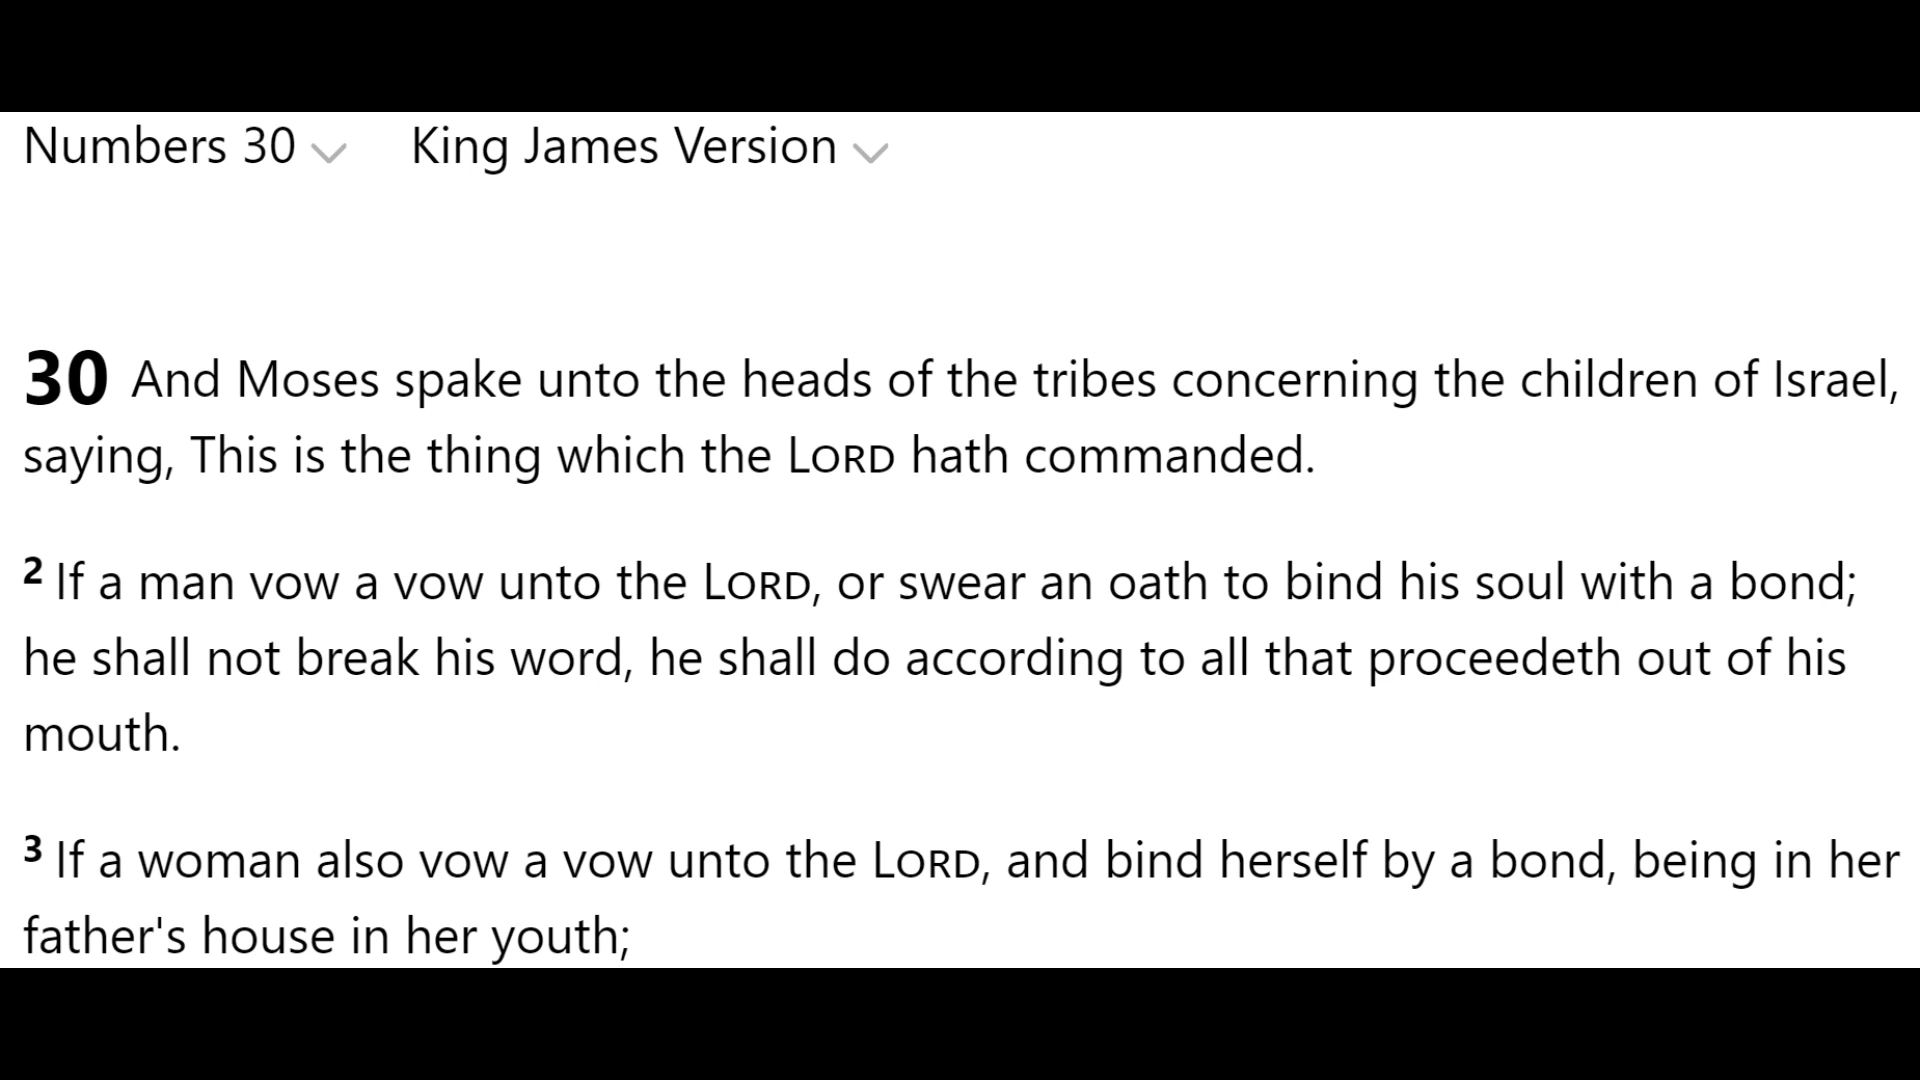 Numbers 30 King James Version
30 And Moses spake unto the heads of the tribes concerning the children of Israel,
saying, This is the thing which the LORD hath commanded.
2 If a man vow a vow unto the LORD, or swear an oath to bind his soul with a bond;
he shall not break his word, he shall do according to all that proceedeth out of his
mouth.
3 If a woman also vow a vow unto the LORD, and bind herself by a bond, being in her
father's house in her youth;